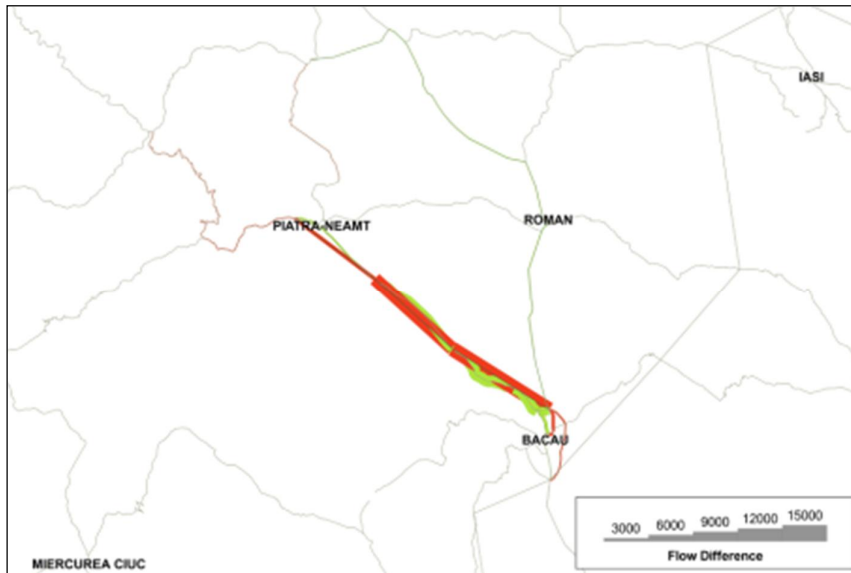 IASI
ROMAN
PIATRA-NEAMT
BACAU
3000 6000 9000 12000 15000
Flow Difference
MIERCUREA CIUC